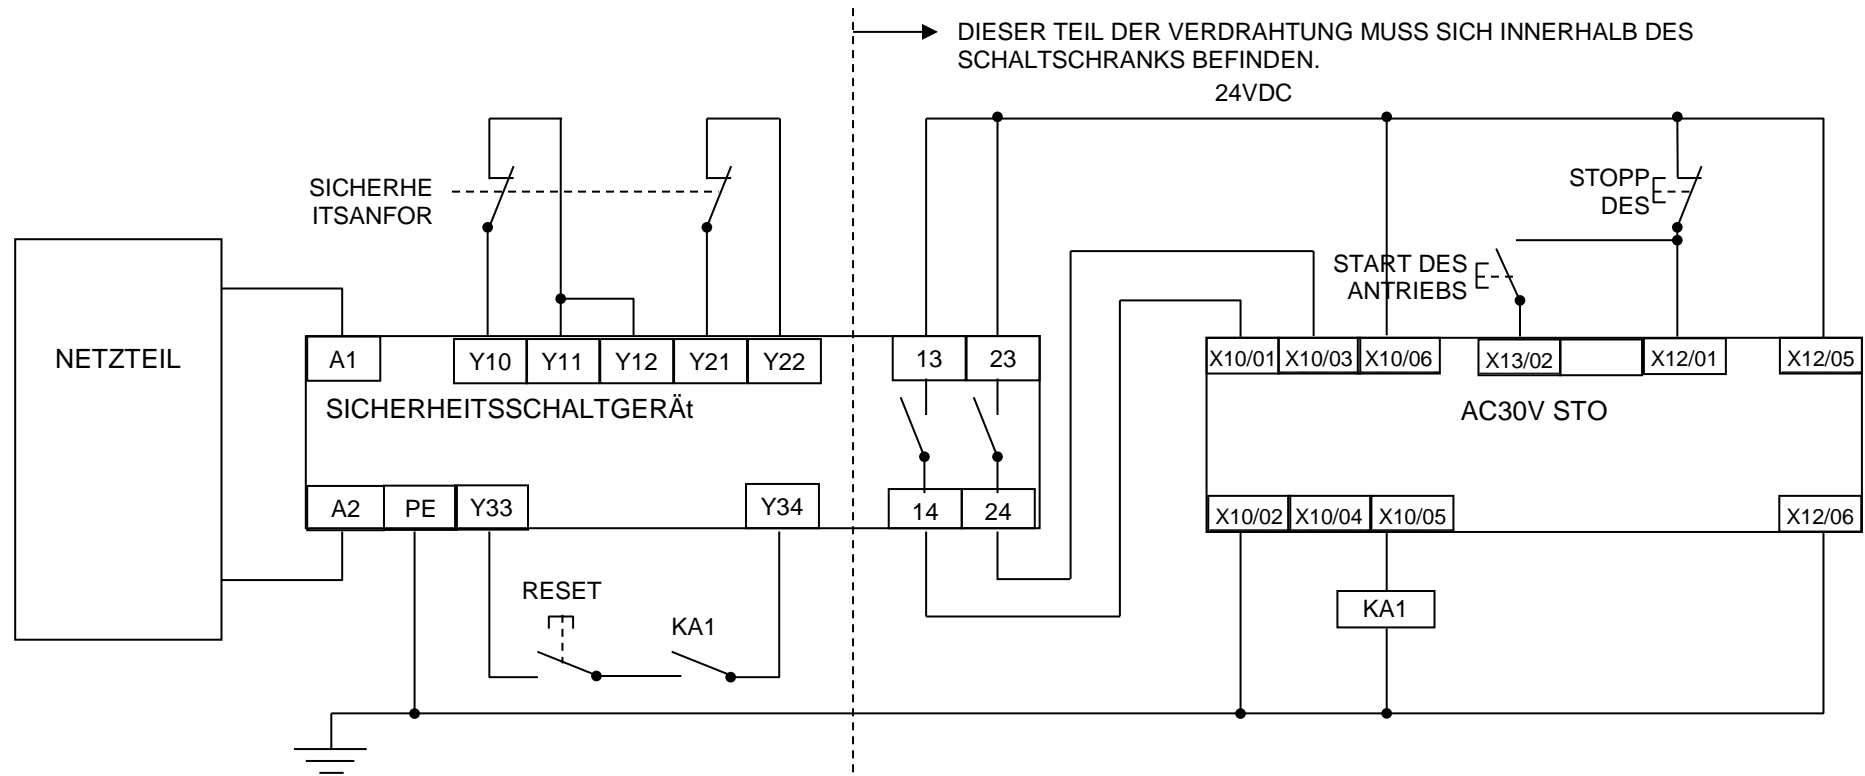 DIESER TEIL DER VERDRAHTUNG MUSS SICH INNERHALB DES
SCHALTSCHRANKS BEFINDEN.
24VDC
SICHERHE
ITSANFOR
STOPP
DES
START DES
ANTRIEBS
NETZTEIL
A1 Y10 Y11 Y12 Y21 Y22 13 23 X10/01 X10/03 X10/06 X13/02 X12/01 X12/05
SICHERHEITSSCHALTGERÄt
AC30V STO
A2 PE Y33 Y34 14 24 X10/02 X10/04 X10/05 X12/06
RESET
KA1
KA1